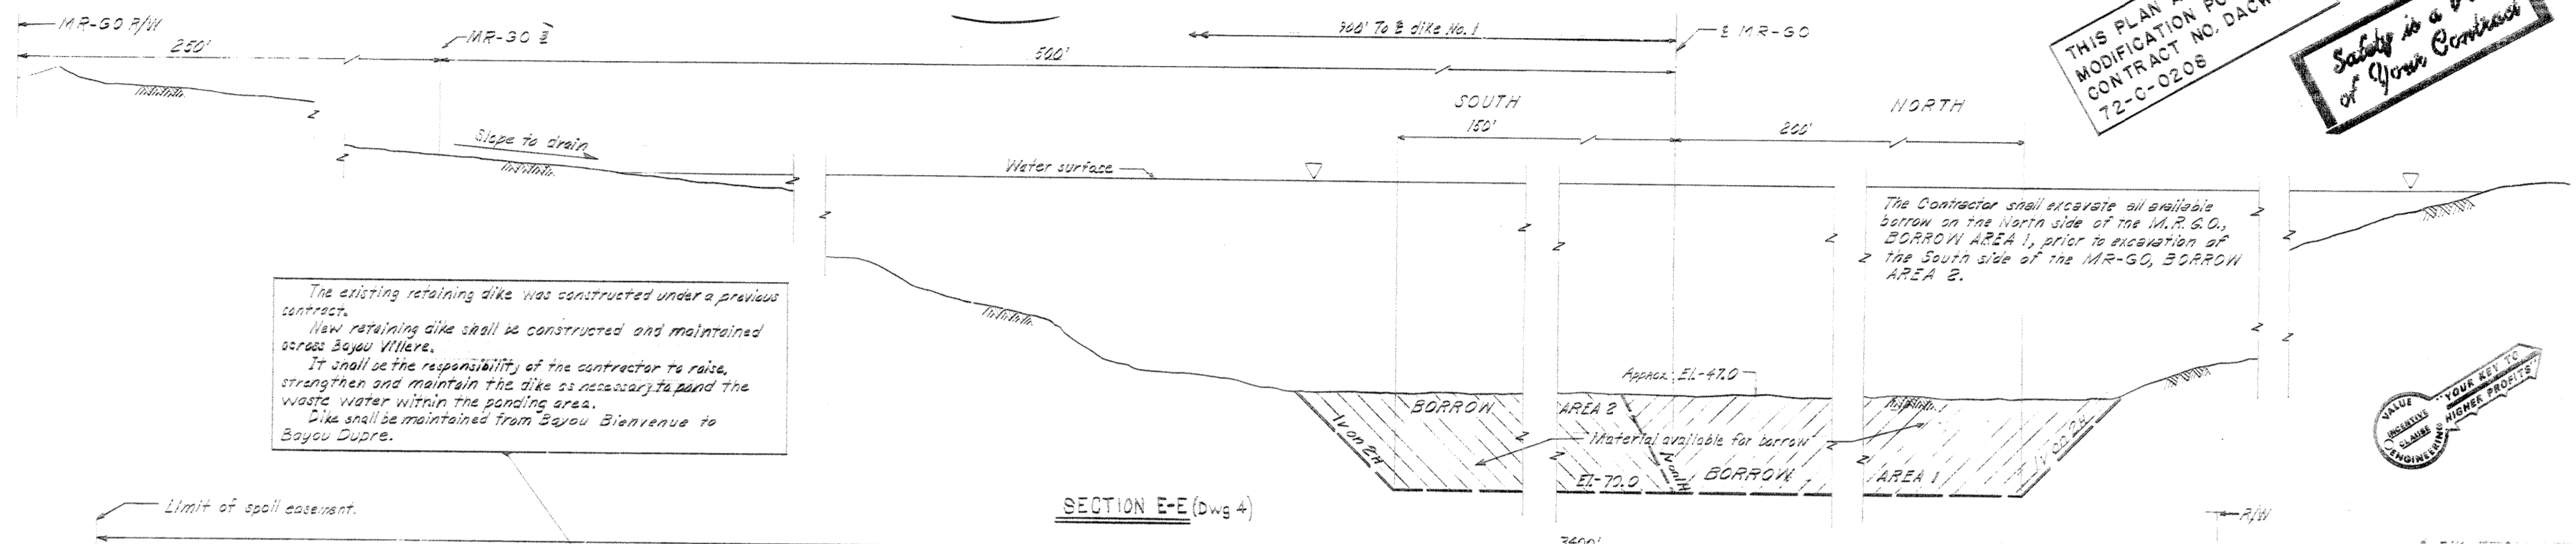 MR-GO R/W
250'
MR-GO
500'
900' To ℄ dike No. 1
℄ MR-GO
THIS PLAN
MODIFICATION
CONTRACT NO.
72-C-0208
Safety is a
of Your Contract
SOUTH
NORTH
150'
200'
Slope to drain
Water surface
The Contractor shall excavate all available
borrow on the North side of the M.R.G.O.,
BORROW AREA 1, prior to excavation of
the South side of the MR-GO, BORROW
AREA 2.
The existing retaining dike was constructed under a previous
contract.
New retaining dike shall be constructed and maintained
across Bayou Villere.
It shall be the responsibility of the contractor to raise,
strengthen and maintain the dike as necessary to pond the
waste water within the ponding area.
Dike shall be maintained from Bayou Bienvenue to
Bayou Dupre.
Approx. El.-47.0
BORROW AREA 2
1V on 2H
Material available for borrow
1V on 1H
El.-70.0
BORROW AREA 1
1V on 2H
VALUE
ENGINEERING
INCENTIVE
CLAUSE
"YOUR KEY TO
HIGHER PROFITS"
Limit of spoil easement.
SECTION E-E (Dwg 4)
R/W
3400'